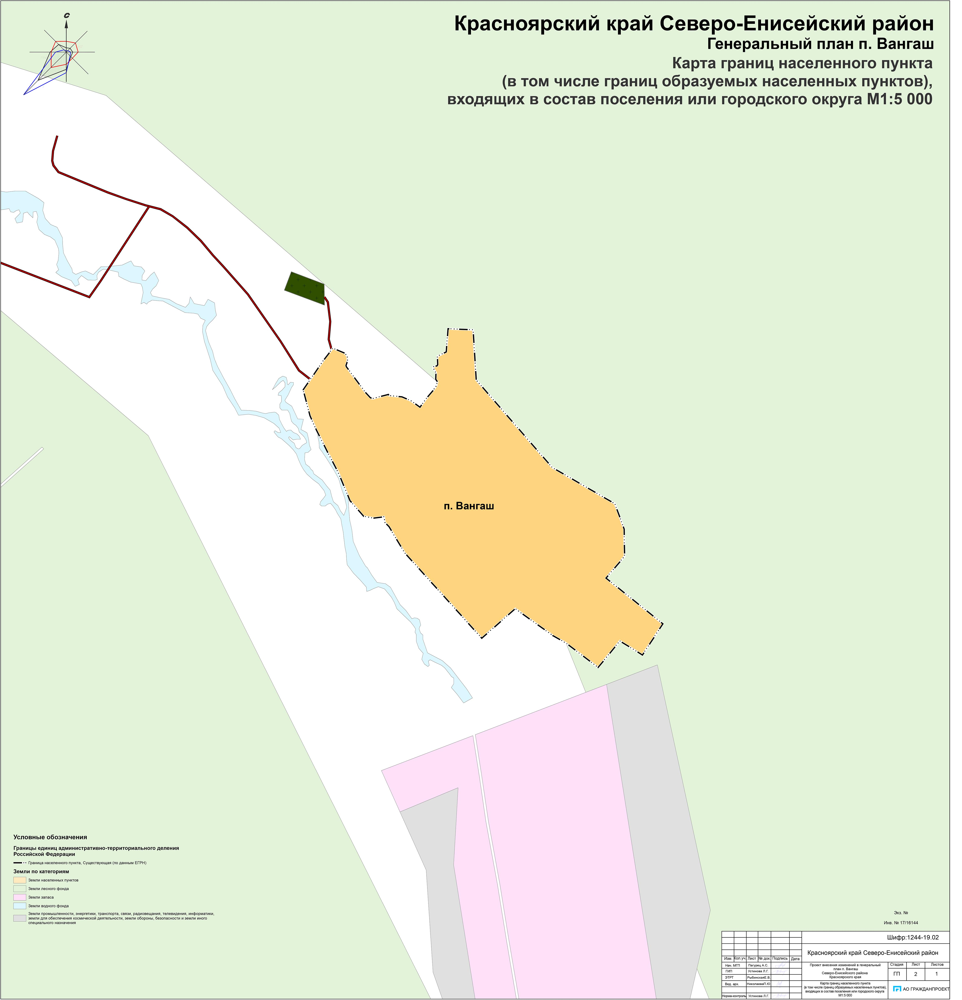 С
Красноярский край Северо-Енисейский район
Генеральный план п. Вангаш
Карта границ населенного пункта
(в том числе границ образуемых населенных пунктов),
входящих в состав поселения или городского округа М1:5 000
п. Вангаш
Условные обозначения
Границы единиц административно-территориального деления
Российской Федерации
Граница населенного пункта, Существующая (по данным ЕГРН)
Земли по категориям
Земли населенных пунктов
Земли лесного фонда
Земли запаса
Земли водного фонда
Земли промышленности, энергетики, транспорта, связи, радиовещания, телевидения, информатики,
земли для обеспечения космической деятельности, земли обороны, безопасности и земли иного
специального назначения
Экз. №
Инв. № 17/16144
Шифр:1244-19.02
Красноярский край Северо-Енисейский район
Изм. Кол.уч. Лист № док. Подпись Дата
Нач. МГП Пагурец А.С.
ГИП Устинова Л.Г.
ЭТРТ РыбинскаяЕ.В.
Вед. арх. НиколаеваП.Ю
Норма-контроль Устинова Л.Г.
Проект внесения изменений в генеральный
план п. Вангаш
Северо-Енисейского района
Красноярского края
Стадия Лист Листов
ГП 2 1
Карта границ населенного пункта
(в том числе границ образуемых населенных пунктов),
входящих в состав поселения или городского округа
М1:5 000
АО ГРАЖДАНПРОЕКТ